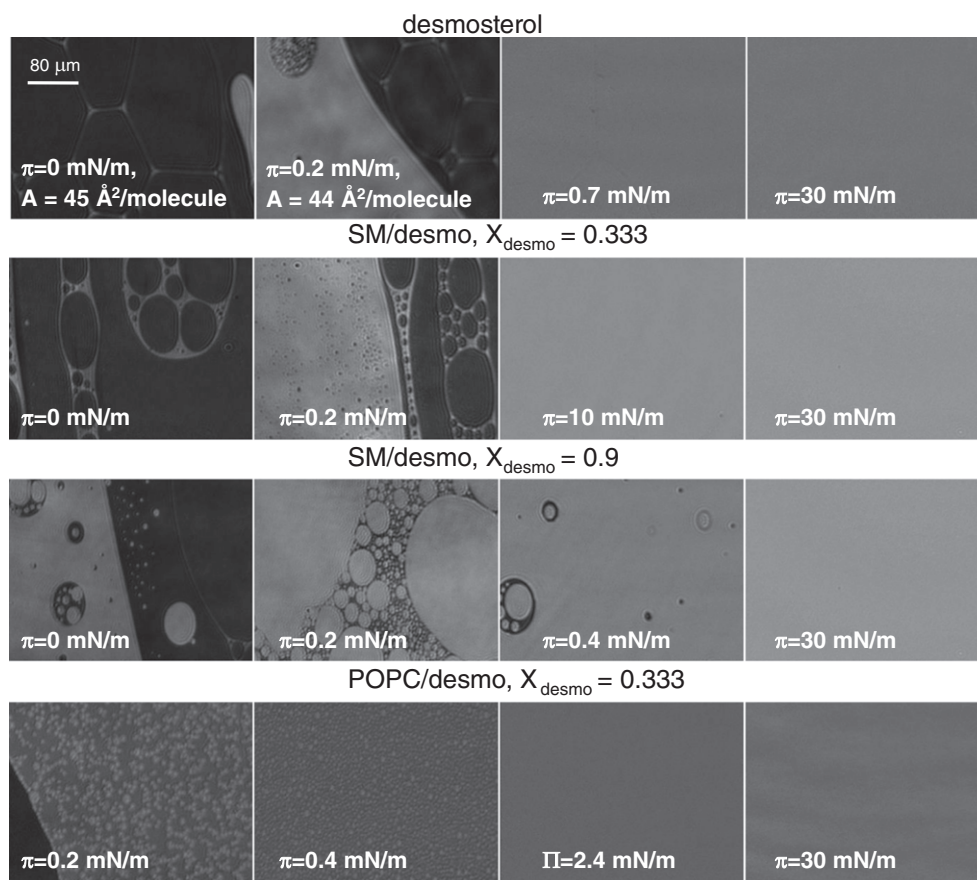 desmosterol
80 μm
π=0 mN/m,
A = 45 Å²/molecule
π=0.2 mN/m,
A = 44 Å²/molecule
π=0.7 mN/m
π=30 mN/m
SM/desmo, X_desmo = 0.333
π=0 mN/m
π=0.2 mN/m
π=10 mN/m
π=30 mN/m
SM/desmo, X_desmo = 0.9
π=0 mN/m
π=0.2 mN/m
π=0.4 mN/m
π=30 mN/m
POPC/desmo, X_desmo = 0.333
π=0.2 mN/m
π=0.4 mN/m
Π=2.4 mN/m
π=30 mN/m